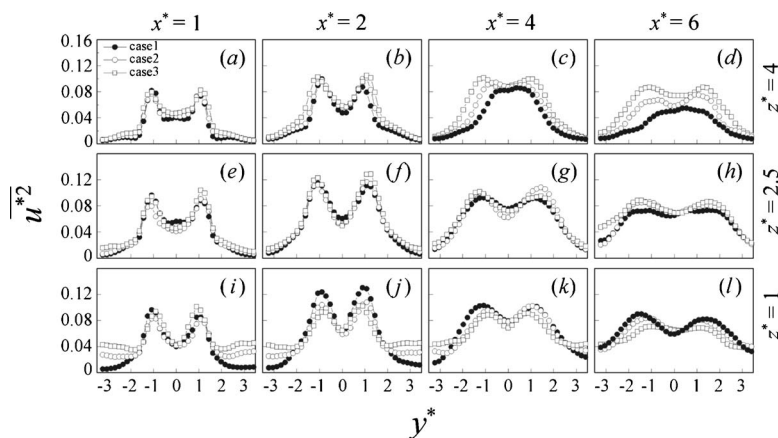 x* = 1 x* = 2 x* = 4 x* = 6
0.16 case1 (a) (b) (c) (d)
case2
0.12 case3
0.08
0.04
0
z* = 4
(e) (f) (g) (h)
0.12
0.08
0.04
0
z* = 2.5
u*2
(i) (j) (k) (l)
0.12
0.08
0.04
0
z* = 1
-3 -2 -1 0 1 2 3 -3 -2 -1 0 1 2 3 -3 -2 -1 0 1 2 3 -3 -2 -1 0 1 2 3
y*